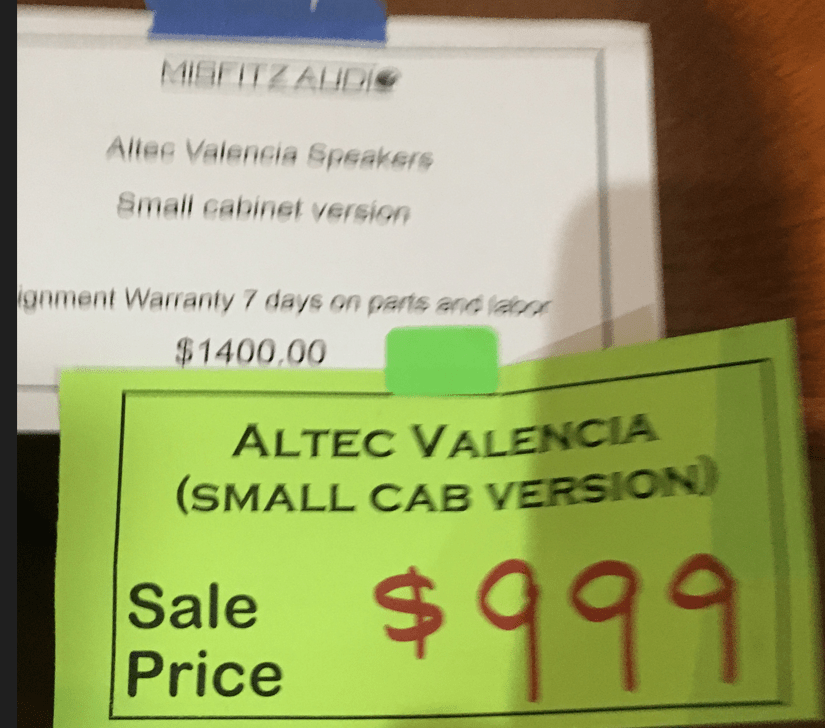 MISFITZ AUDIO
Altec Valencia Speakers
Small cabinet version
ignment Warranty 7 days on parts and labor
$1400.00
ALTEC VALENCIA
(SMALL CAB VERSION)
Sale
Price
$999